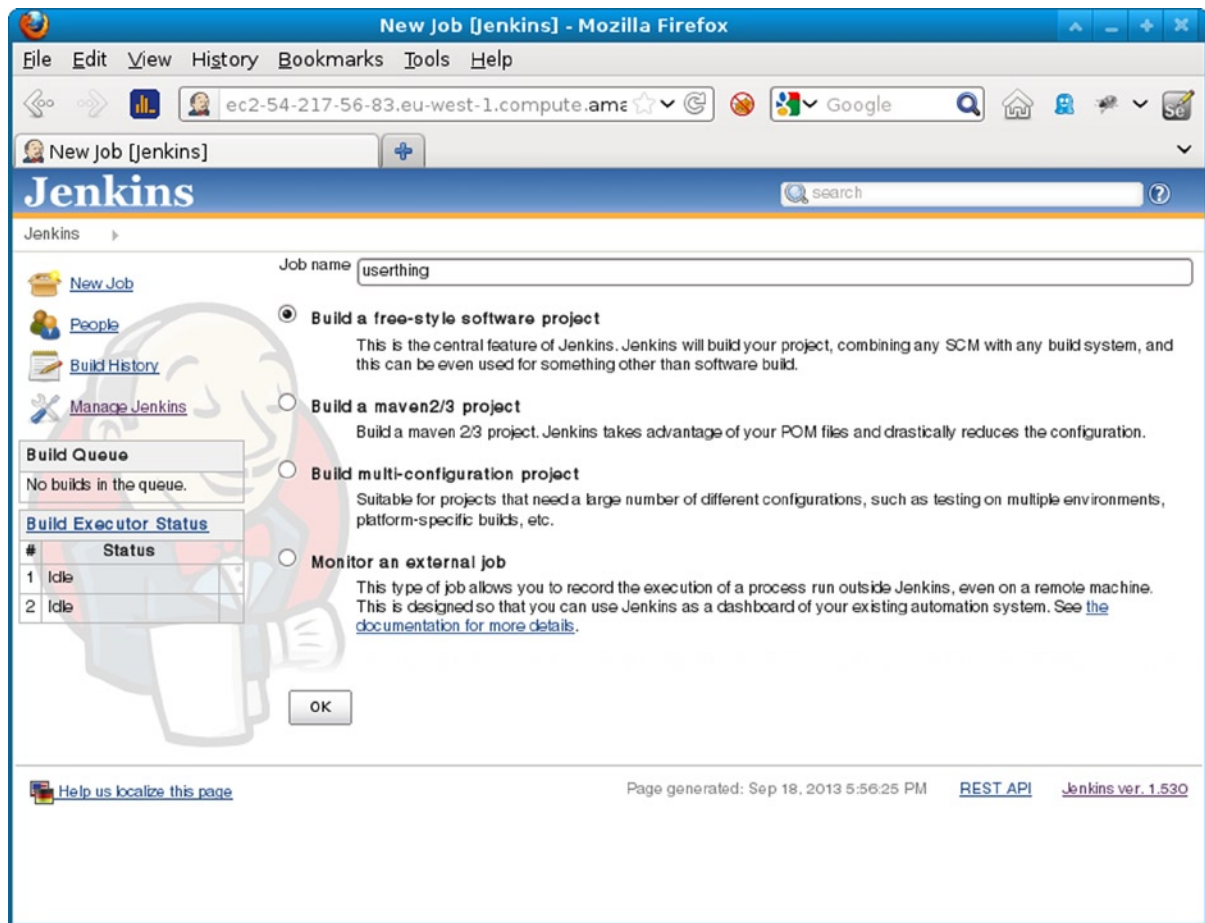 New Job [Jenkins] - Mozilla Firefox
File Edit View History Bookmarks Tools Help
ec2-54-217-56-83.eu-west-1.compute.ama
Google
Se
New Job [Jenkins]
Jenkins
search
Jenkins
New Job
People
Build History
Manage Jenkins
Build Queue
No builds in the queue.
Build Executor Status
# Status
1 Idle
2 Idle
Job name userthing
Build a free-style software project
This is the central feature of Jenkins. Jenkins will build your project, combining any SCM with any build system, and
this can be even used for something other than software build.
Build a maven2/3 project
Build a maven 2/3 project. Jenkins takes advantage of your POM files and drastically reduces the configuration.
Build multi-configuration project
Suitable for projects that need a large number of different configurations, such as testing on multiple environments,
platform-specific builds, etc.
Monitor an external job
This type of job allows you to record the execution of a process run outside Jenkins, even on a remote machine.
This is designed so that you can use Jenkins as a dashboard of your existing automation system. See the
documentation for more details.
OK
Help us localize this page
Page generated: Sep 18, 2013 5:56:25 PM REST API Jenkins ver. 1.530